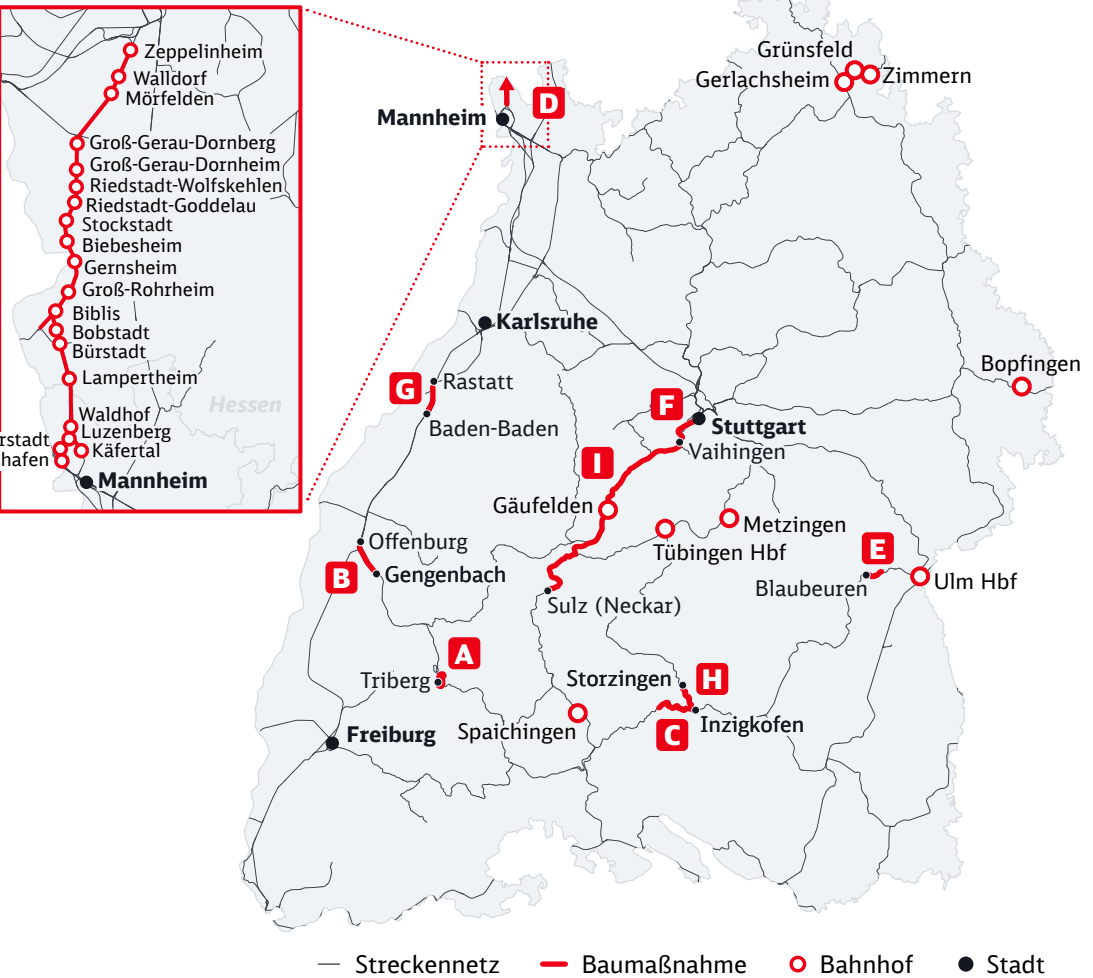 Zeppelinheim
Walldorf
Mörfelden
Groß-Gerau-Dornberg
Groß-Gerau-Dornheim
Riedstadt-Wolfskehlen
Riedstadt-Goddelau
Stockstadt
Biebesheim
Gernsheim
Groß-Rohrheim
Biblis
Bobstadt
Bürstadt
Lampertheim
Hessen
Waldhof
Luzenberg
rstadt
Käfertal
hafen
Mannheim
Grünsfeld
Gerlachsheim
Zimmern
D
Mannheim
Karlsruhe
Bopfingen
G
Rastatt
Baden-Baden
F
Stuttgart
Vaihingen
I
Gäufelden
Metzingen
Tübingen Hbf
E
Blaubeuren
Ulm Hbf
Offenburg
B
Gengenbach
Sulz (Neckar)
A
Triberg
Storzingen
H
C
Inzigkofen
Spaichingen
Freiburg
Streckennetz
Baumaßnahme
Bahnhof
Stadt